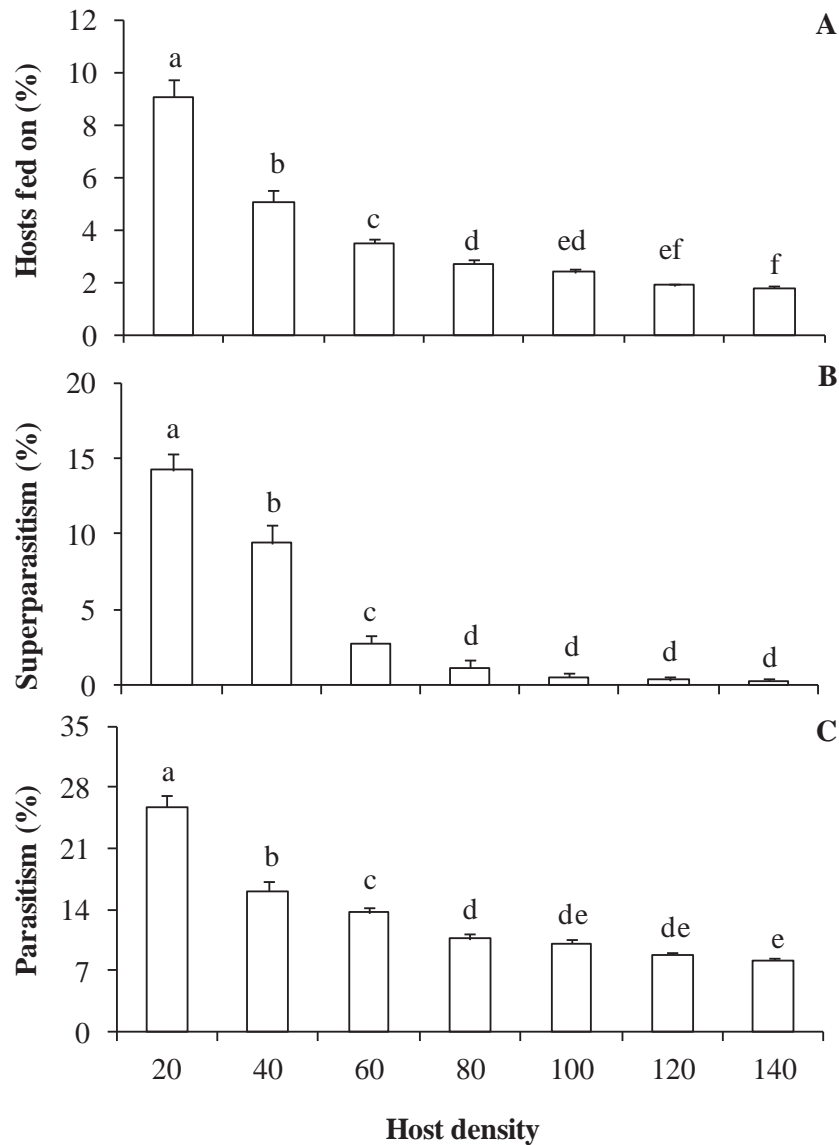 A
Hosts fed on (%)
12
10
8
6
4
2
0
a
b
c
d
ed
ef
f
B
Superparasitism (%)
20
15
10
5
0
a
b
c
d
d
d
d
C
Parasitism (%)
35
28
21
14
7
0
a
b
c
d
de
de
e
20 40 60 80 100 120 140
Host density